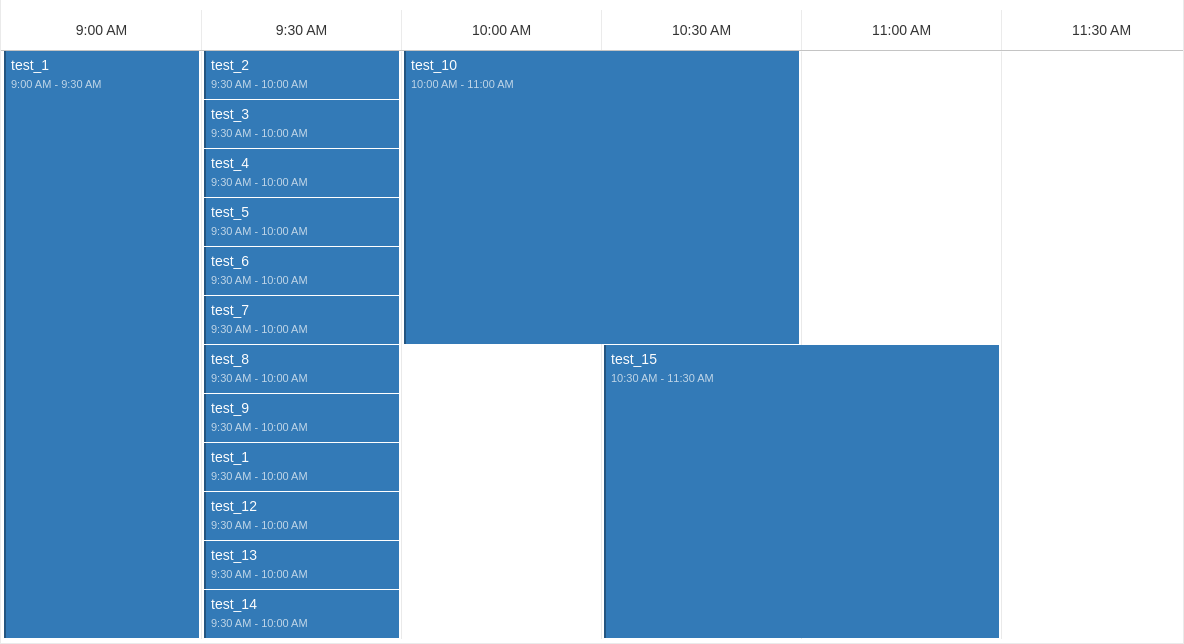 9:00 AM 9:30 AM 10:00 AM 10:30 AM 11:00 AM 11:30 AM
test_1
9:00 AM - 9:30 AM
test_2
9:30 AM - 10:00 AM
test_3
9:30 AM - 10:00 AM
test_4
9:30 AM - 10:00 AM
test_5
9:30 AM - 10:00 AM
test_6
9:30 AM - 10:00 AM
test_7
9:30 AM - 10:00 AM
test_8
9:30 AM - 10:00 AM
test_9
9:30 AM - 10:00 AM
test_1
9:30 AM - 10:00 AM
test_12
9:30 AM - 10:00 AM
test_13
9:30 AM - 10:00 AM
test_14
9:30 AM - 10:00 AM
test_10
10:00 AM - 11:00 AM
test_15
10:30 AM - 11:30 AM